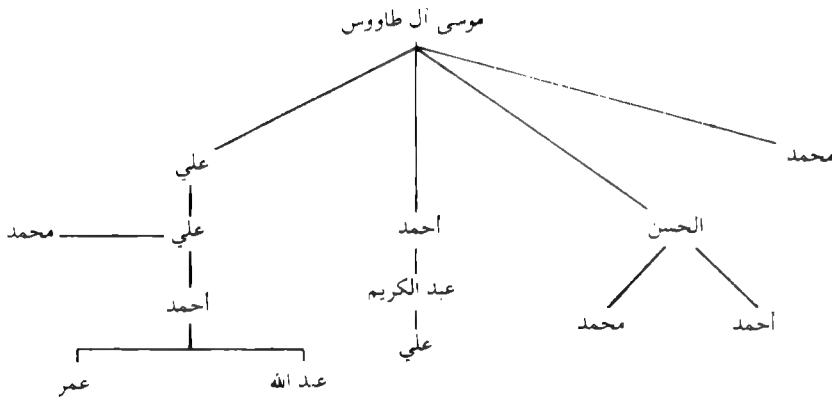 موسى آل طاووس
محمد
علي
الحسن
أحمد
علي
محمد
عبد الكريم
أحمد
أحمد
محمد
علي
عبد الله
عمر